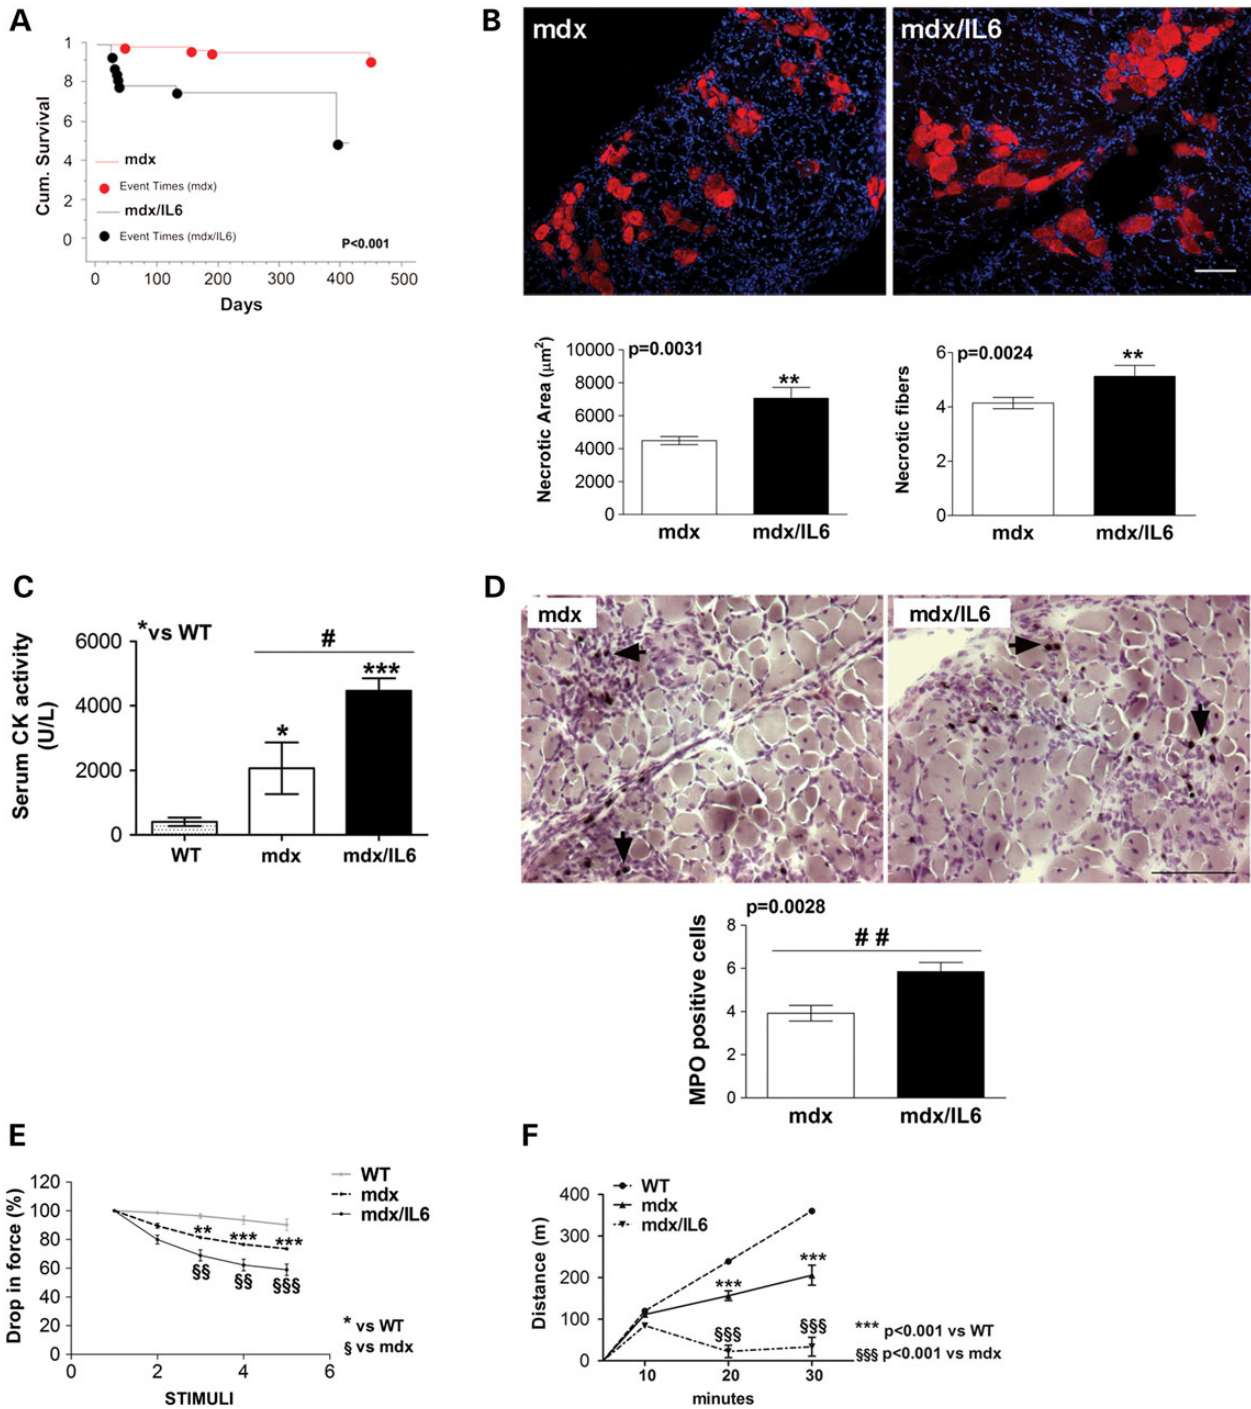 A
1
8
6
4
2
0
Cum. Survival
mdx
Event Times (mdx)
mdx/IL6
Event Times (mdx/IL6)
P<0.001
0 100 200 300 400 500
Days
B
mdx
mdx/IL6
p=0.0031
**
10000
8000
6000
4000
2000
0
Necrotic Area (μm²)
mdx mdx/IL6
p=0.0024
**
6
4
2
0
Necrotic fibers
mdx mdx/IL6
C
*vs WT
#
***
*
6000
4000
2000
0
Serum CK activity
(U/L)
WT mdx mdx/IL6
D
mdx
mdx/IL6
p=0.0028
# #
8
6
4
2
0
MPO positive cells
mdx mdx/IL6
E
WT
mdx
mdx/IL6
120
100
80
60
40
20
0
Drop in force (%)
** *** ***
§§ §§ §§§
* vs WT
§ vs mdx
0 2 4 6
STIMULI
F
WT
mdx
mdx/IL6
400
300
200
100
0
Distance (m)
*** ***
§§§ §§§
*** p<0.001 vs WT
§§§ p<0.001 vs mdx
10 20 30
minutes